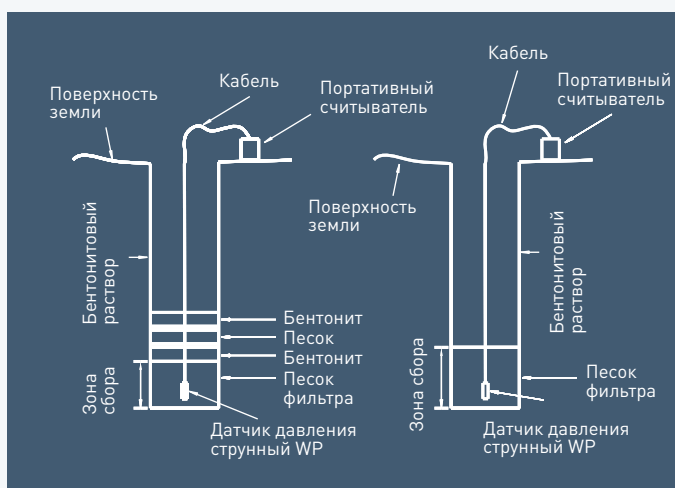 Поверхность
земли
Кабель
Портативный
считыватель
Бентонитовый
раствор
Бентонит
Песок
Бентонит
Песок
фильтра
Зона
сбора
Датчик давления
струнный WP
Кабель
Портативный
считыватель
Поверхность
земли
Бентонитовый
раствор
Зона сбора
Песок
фильтра
Датчик давления
струнный WP